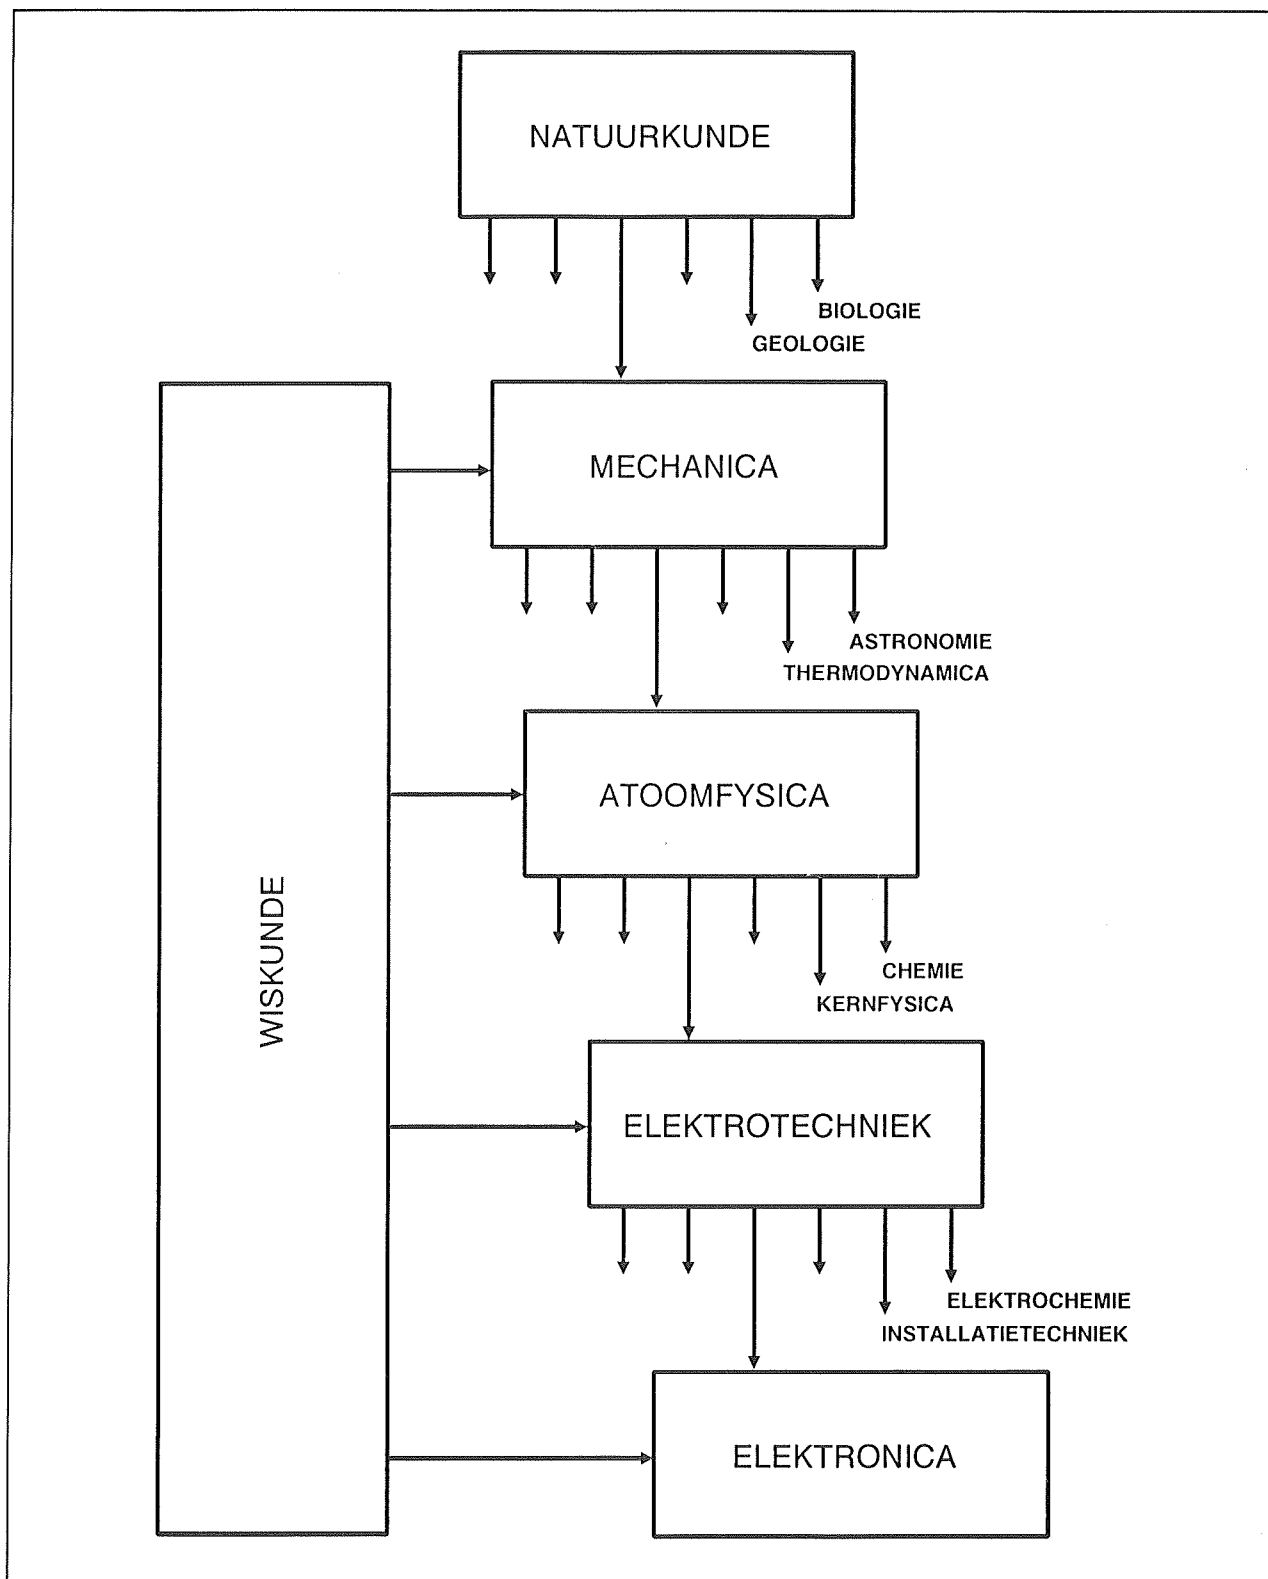 NATUURKUNDE
BIOLOGIE
GEOLOGIE
MECHANICA
ASTRONOMIE
THERMODYNAMICA
ATOOMFYSICA
WISKUNDE
CHEMIE
KERNFYSICA
ELEKTROTECHNIEK
ELEKTROCHEMIE
INSTALLATIETECHNIEK
ELEKTRONICA